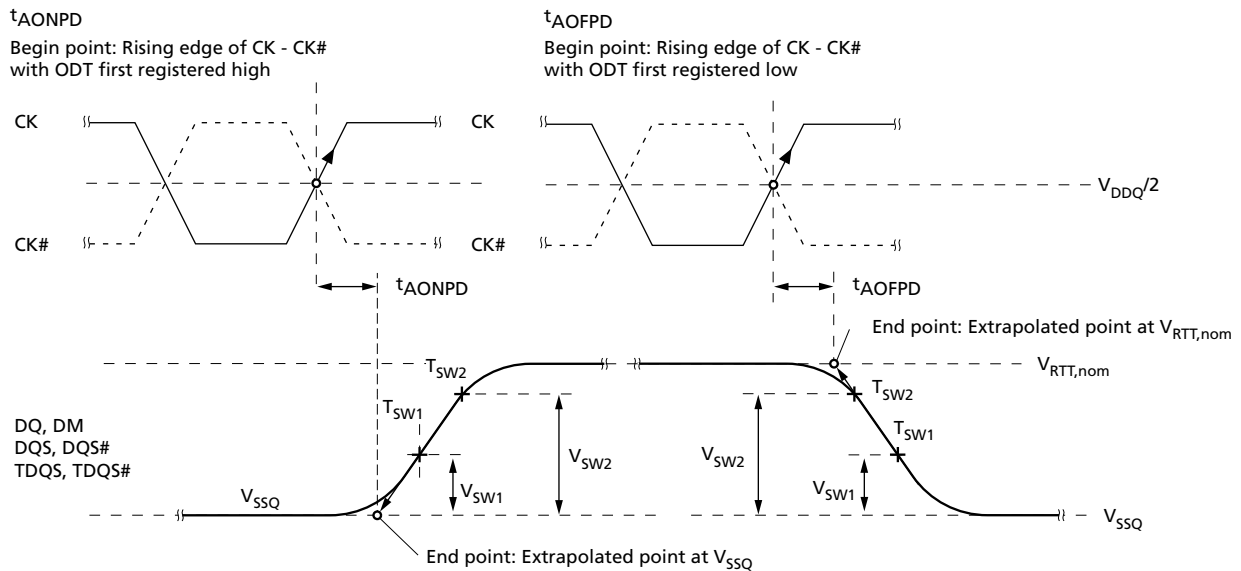 tAONPD
Begin point: Rising edge of CK - CK#
with ODT first registered high
tAOFPD
Begin point: Rising edge of CK - CK#
with ODT first registered low
CK
CK
VDDQ/2
CK#
CK#
tAONPD
tAOFPD
End point: Extrapolated point at VRTT,nom
TSW2
VRTT,nom
TSW2
TSW1
TSW1
DQ, DM
DQS, DQS#
TDQS, TDQS#
VSW2
VSW2
VSW1
VSW1
VSSQ
VSSQ
End point: Extrapolated point at VSSQ